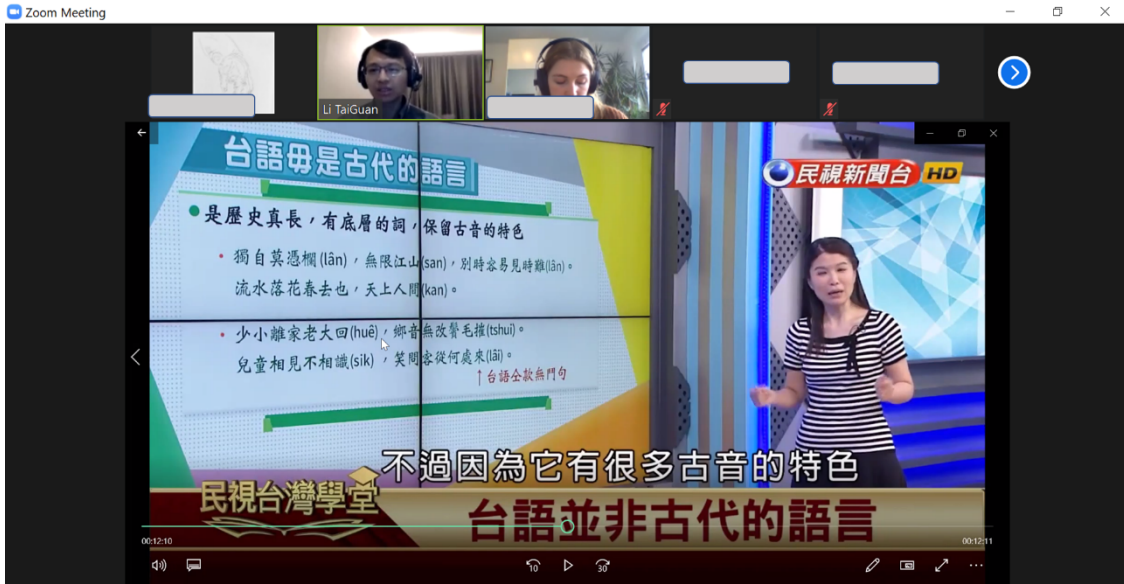 Zoom Meeting
Li TaiGuan
民視新聞台 HD
台語毋是古代的語言
是歷史真長，有底層的詞，保留古音的特色
獨自莫憑欄(lân)，無限江山(san)，別時容易見時難(lân)。
流水落花春去也，天上人間(kan)。
少小離家老大回(huê)，鄉音無改鬢毛摧(tshui)。
兒童相見不相識(sik)，笑問客從何處來(lâi)。
↑台語仝款無鬥句
不過因為它有很多古音的特色
民視台灣學堂
台語並非古代的語言
00:12:10
00:12:11
10
30